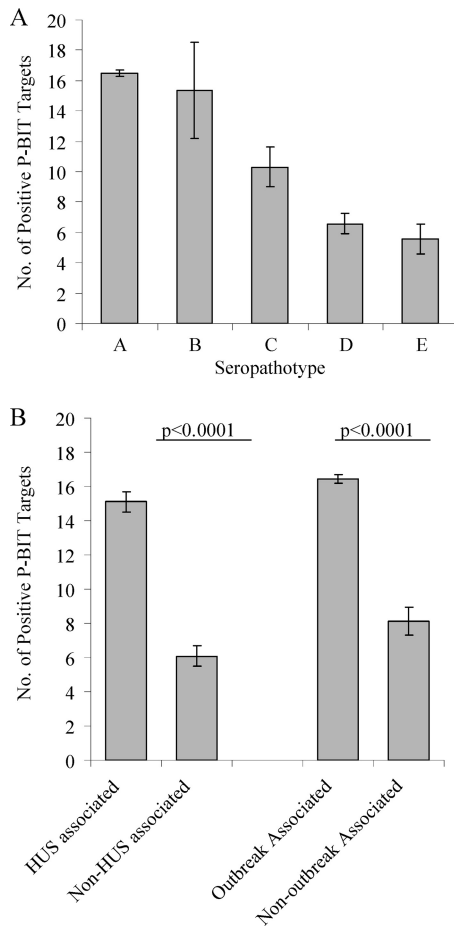 A
No. of Positive P-BIT Targets
20
18
16
14
12
10
8
6
4
2
0
A B C D E
Seropathotype
B
No. of Positive P-BIT Targets
20
18
16
14
12
10
8
6
4
2
0
p<0.0001 p<0.0001
HUS associated
Non-HUS associated
Outbreak Associated
Non-outbreak Associated